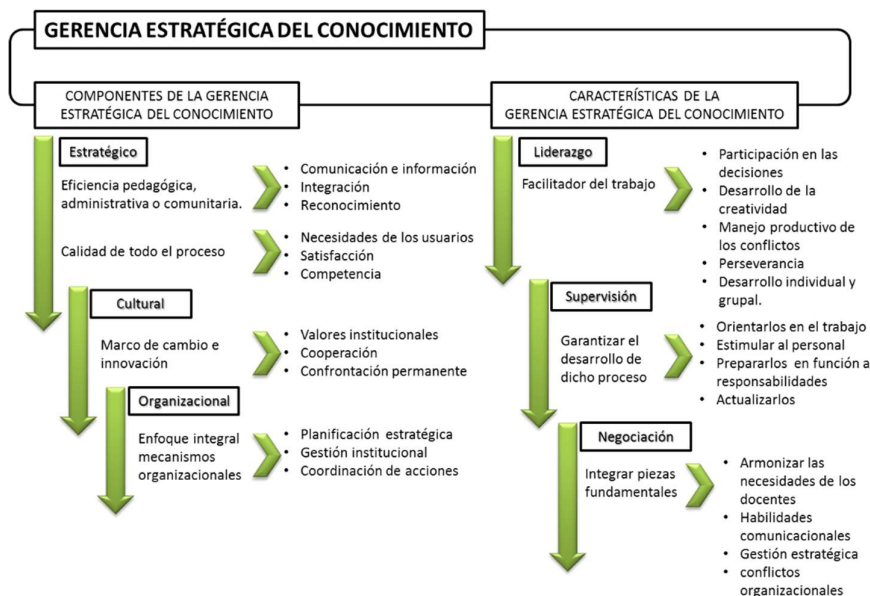 GERENCIA ESTRATÉGICA DEL CONOCIMIENTO
COMPONENTES DE LA GERENCIA
ESTRATÉGICA DEL CONOCIMIENTO
Estratégico
Eficiencia pedagógica,
administrativa o comunitaria.
• Comunicación e información
• Integración
• Reconocimiento
Calidad de todo el proceso
• Necesidades de los usuarios
• Satisfacción
• Competencia
Cultural
Marco de cambio e
innovación
• Valores institucionales
• Cooperación
• Confrontación permanente
Organizacional
Enfoque integral
mecanismos
organizacionales
• Planificación estratégica
• Gestión institucional
• Coordinación de acciones
CARACTERÍSTICAS DE LA
GERENCIA ESTRATÉGICA DEL CONOCIMIENTO
Liderazgo
Facilitador del trabajo
• Participación en las
decisiones
• Desarrollo de la
creatividad
• Manejo productivo de
los conflictos
• Perseverancia
• Desarrollo individual y
grupal.
Supervisión
Garantizar el
desarrollo de
dicho proceso
• Orientarlos en el trabajo
• Estimular al personal
• Prepararlos en función a
responsabilidades
• Actualizarlos
Negociación
Integrar piezas
fundamentales
• Armonizar las
necesidades de los
docentes
• Habilidades
comunicacionales
• Gestión estratégica
• conflictos
organizacionales